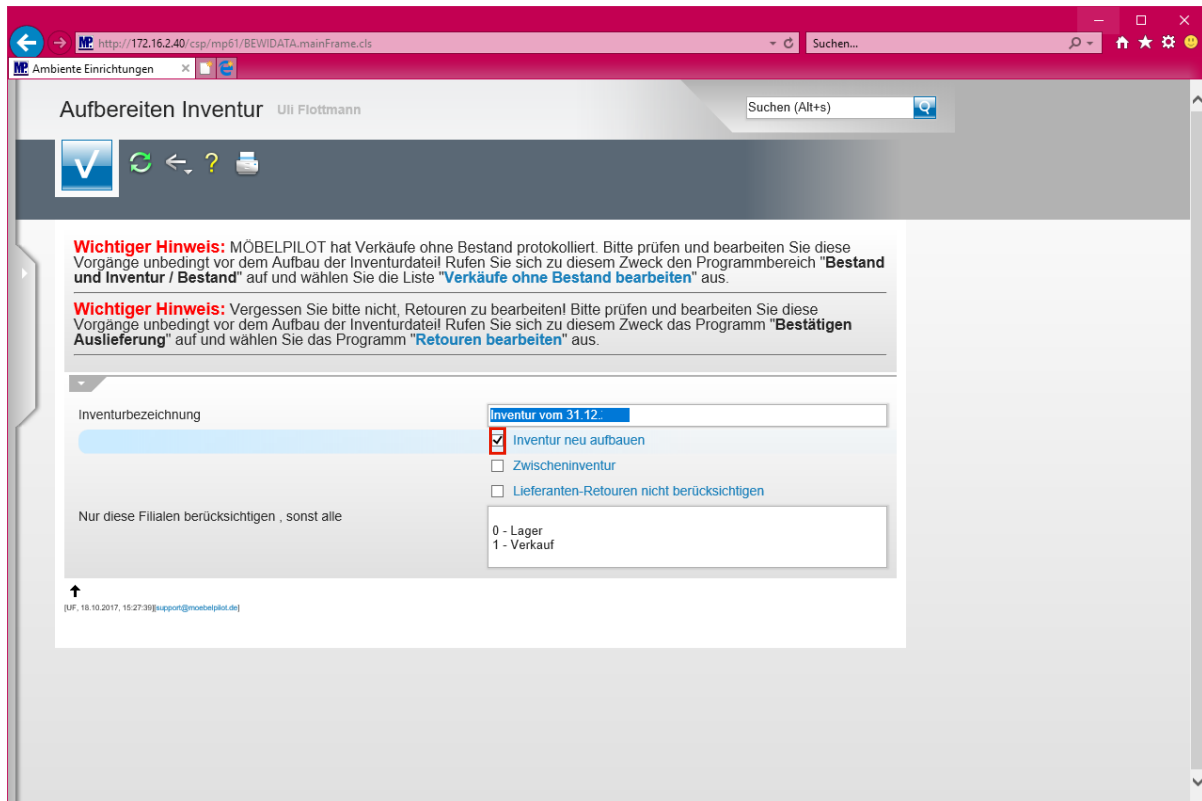 http://172.16.2.40/csp/mp61/BEWIDATA.mainFrame.cls
Suchen...
MP Ambiente Einrichtungen
Aufbereiten Inventur Uli Flottmann
Suchen (Alt+s)
Wichtiger Hinweis: MÖBELPILOT hat Verkäufe ohne Bestand protokolliert. Bitte prüfen und bearbeiten Sie diese
Vorgänge unbedingt vor dem Aufbau der Inventurdatei! Rufen Sie sich zu diesem Zweck den Programmbereich "Bestand
und Inventur / Bestand" auf und wählen Sie die Liste "Verkäufe ohne Bestand bearbeiten" aus.
Wichtiger Hinweis: Vergessen Sie bitte nicht, Retouren zu bearbeiten! Bitte prüfen und bearbeiten Sie diese
Vorgänge unbedingt vor dem Aufbau der Inventurdatei! Rufen Sie sich zu diesem Zweck das Programm "Bestätigen
Auslieferung" auf und wählen Sie das Programm "Retouren bearbeiten" aus.
Inventurbezeichnung
Inventur vom 31.12.
Inventur neu aufbauen
Zwischeninventur
Lieferanten-Retouren nicht berücksichtigen
Nur diese Filialen berücksichtigen , sonst alle
0 - Lager
1 - Verkauf
[UF, 18.10.2017, 15:27:39][support@moebelpilot.de]